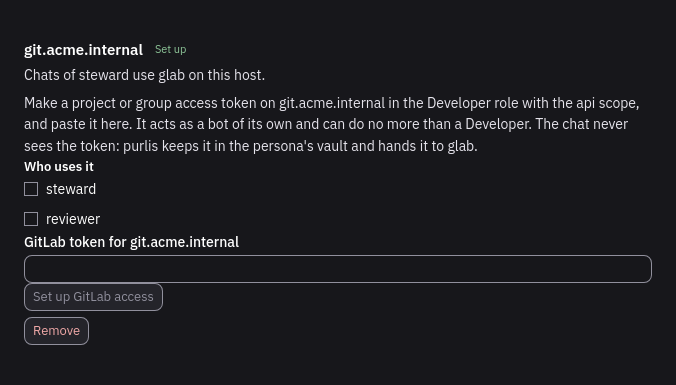 git.acme.internal Set up
Chats of steward use glab on this host.
Make a project or group access token on git.acme.internal in the Developer role with the api scope,
and paste it here. It acts as a bot of its own and can do no more than a Developer. The chat never
sees the token: purlis keeps it in the persona's vault and hands it to glab.
Who uses it
steward
reviewer
GitLab token for git.acme.internal
Set up GitLab access
Remove